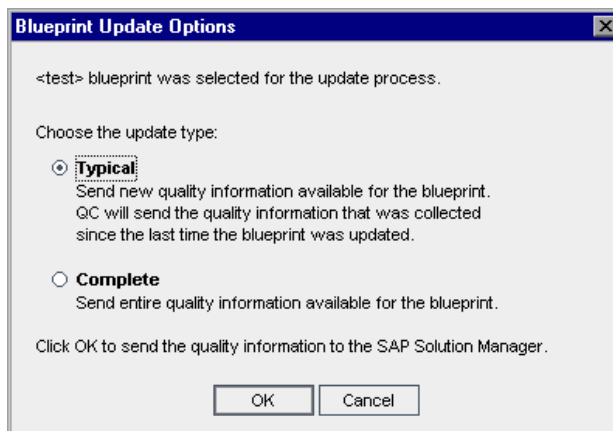 Blueprint Update Options
<test> blueprint was selected for the update process.
Choose the update type:
Typical
Send new quality information available for the blueprint.
QC will send the quality information that was collected
since the last time the blueprint was updated.
Complete
Send entire quality information available for the blueprint.
Click OK to send the quality information to the SAP Solution Manager.
OK Cancel